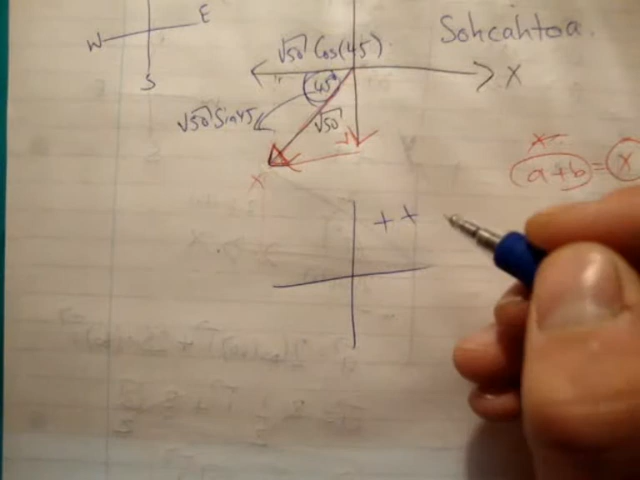 E
W
S
Sohcahtoa.
√50 Cos(45)
X
45°
√50 Sin45
√50
x
x
a+b = x
++